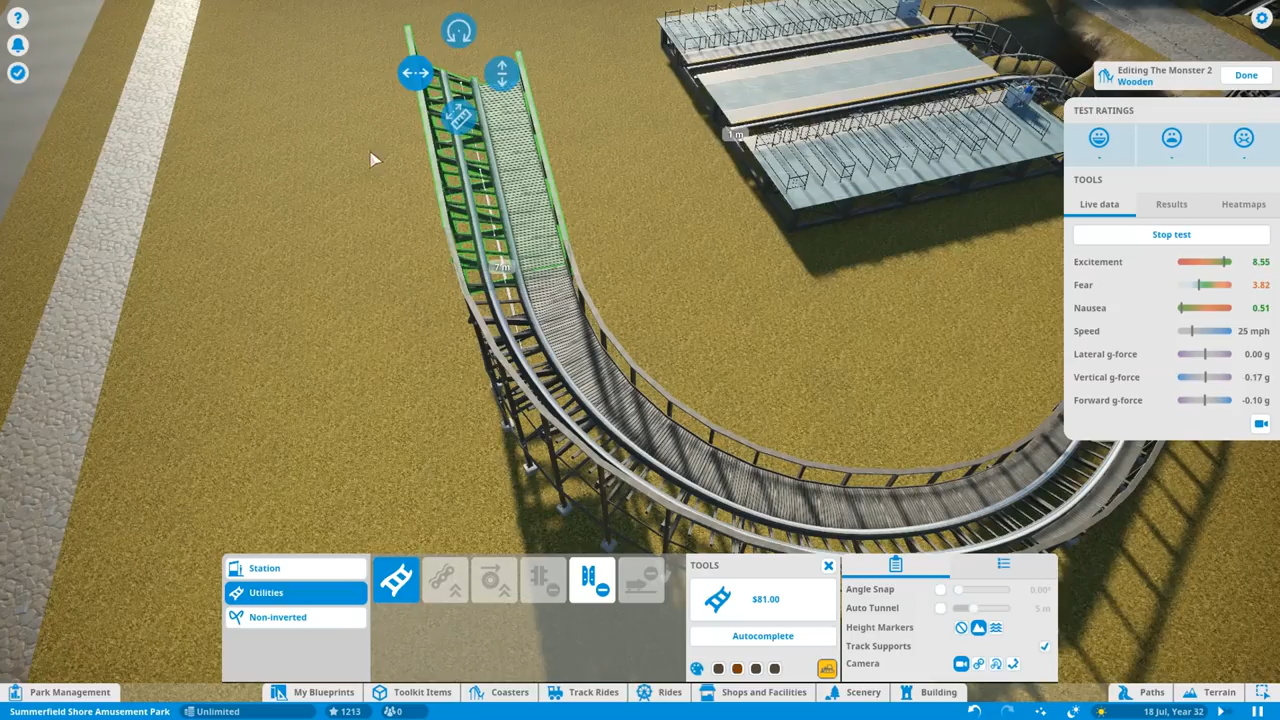 ?
Editing The Monster 2
Wooden
Done
TEST RATINGS
- - -
TOOLS
Live data Results Heatmaps
Stop test
Excitement 8.55
Fear 3.82
Nausea 0.51
Speed 25 mph
Lateral g-force 0.00 g
Vertical g-force 0.17 g
Forward g-force -0.10 g
1 m
7 m
Station
Utilities
Non-inverted
TOOLS
$81.00
Autocomplete
Angle Snap 0.00°
Auto Tunnel 5 m
Height Markers
Track Supports
Camera
Park Management My Blueprints Toolkit Items Coasters Track Rides Rides Shops and Facilities Scenery Building Paths Terrain
Summerfield Shore Amusement Park Unlimited 1213 0 18 Jul, Year 32